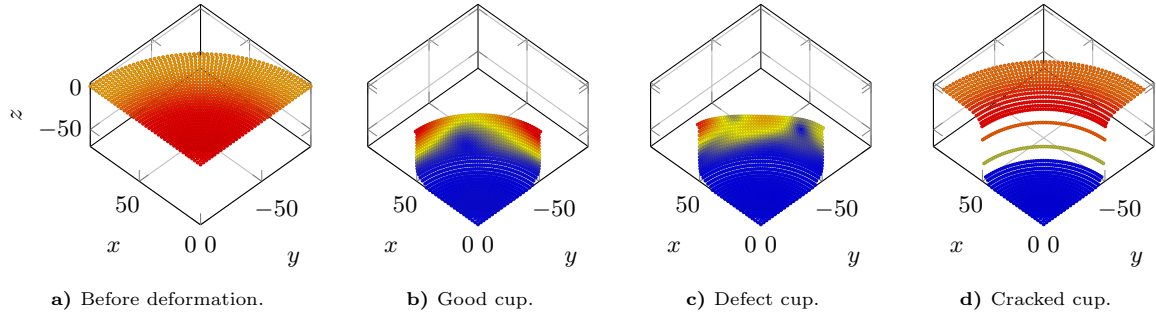 0
−50
z
50
x
0 0
−50
y
50
x
0 0
−50
y
50
x
0 0
−50
y
50
x
0 0
−50
y
a) Before deformation.
b) Good cup.
c) Defect cup.
d) Cracked cup.